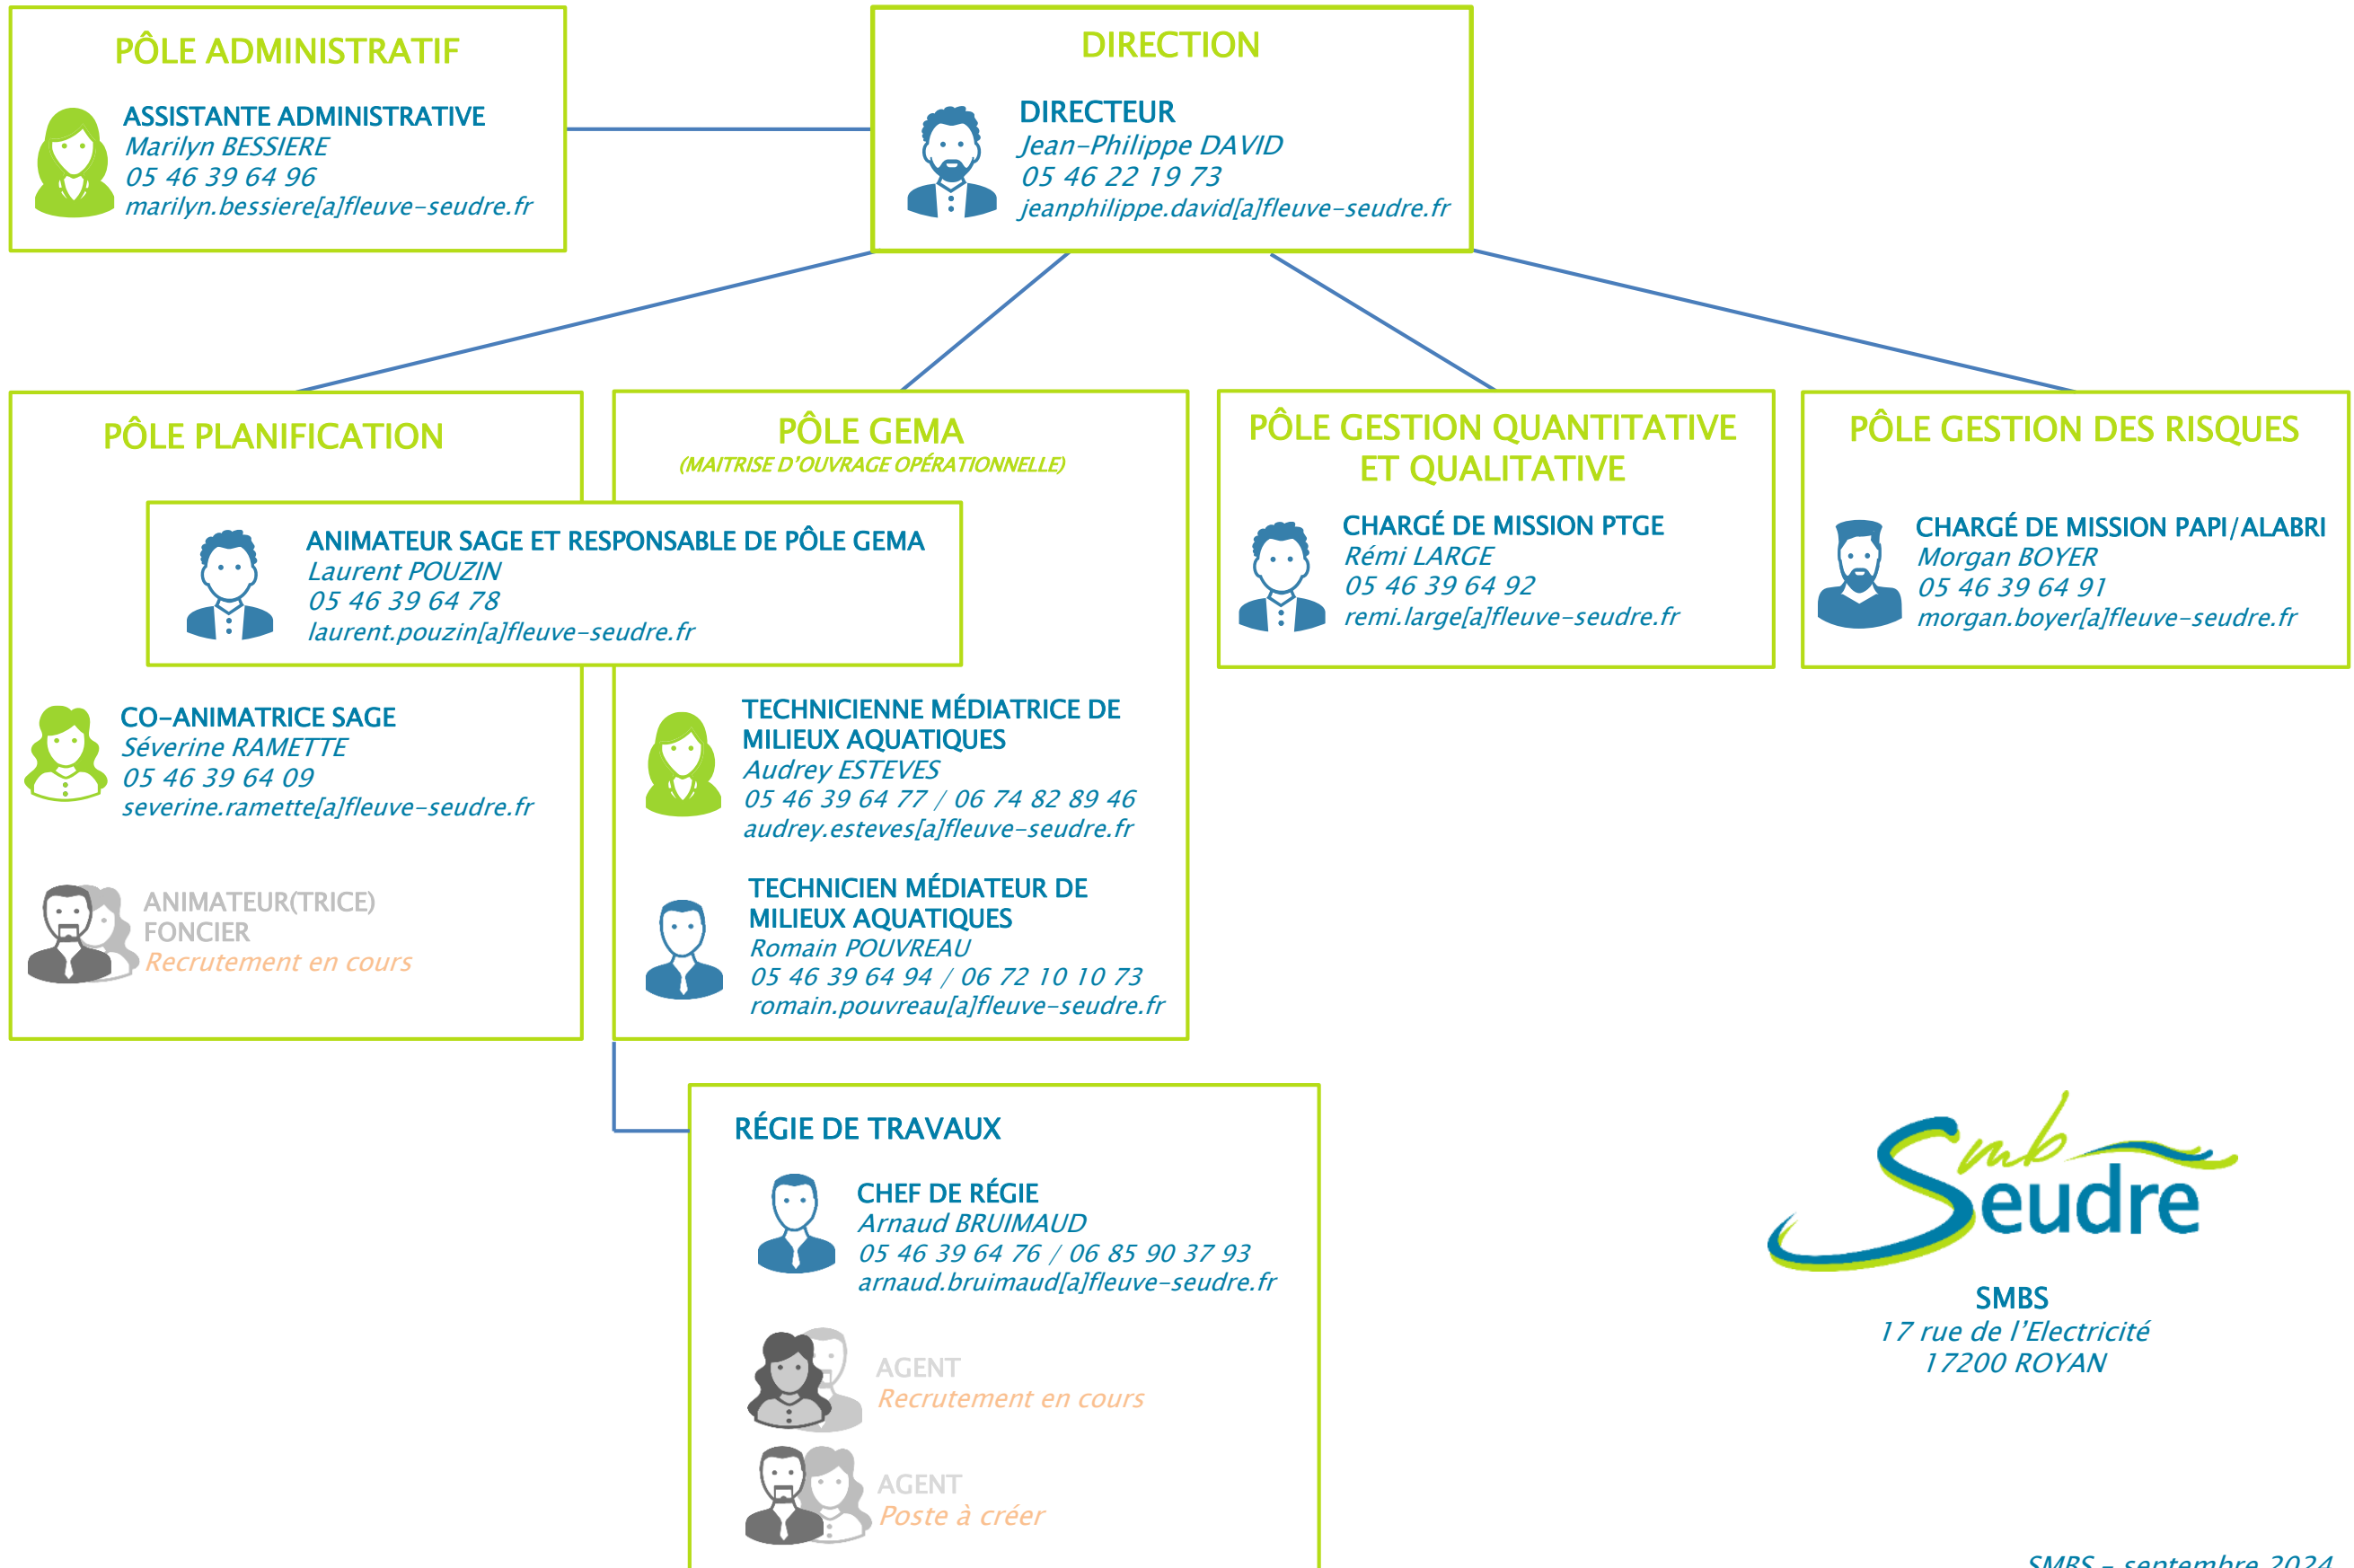 PÔLE ADMINISTRATIF
ASSISTANTE ADMINISTRATIVE
Marilyn BESSIERE
05 46 39 64 96
marilyn.bessiere[a]fleuve-seudre.fr
DIRECTION
DIRECTEUR
Jean-Philippe DAVID
05 46 22 19 73
jeanphilippe.david[a]fleuve-seudre.fr
PÔLE PLANIFICATION
PÔLE GEMA
(MAITRISE D'OUVRAGE OPÉRATIONNELLE)
ANIMATEUR SAGE ET RESPONSABLE DE PÔLE GEMA
Laurent POUZIN
05 46 39 64 78
laurent.pouzin[a]fleuve-seudre.fr
CO-ANIMATRICE SAGE
Séverine RAMETTE
05 46 39 64 09
severine.ramette[a]fleuve-seudre.fr
ANIMATEUR(TRICE)
FONCIER
Recrutement en cours
TECHNICIENNE MÉDIATRICE DE
MILIEUX AQUATIQUES
Audrey ESTEVES
05 46 39 64 77 / 06 74 82 89 46
audrey.esteves[a]fleuve-seudre.fr
TECHNICIEN MÉDIATEUR DE
MILIEUX AQUATIQUES
Romain POUVREAU
05 46 39 64 94 / 06 72 10 10 73
romain.pouvreau[a]fleuve-seudre.fr
PÔLE GESTION QUANTITATIVE
ET QUALITATIVE
CHARGÉ DE MISSION PTGE
Rémi LARGE
05 46 39 64 92
remi.large[a]fleuve-seudre.fr
PÔLE GESTION DES RISQUES
CHARGÉ DE MISSION PAPI/ALABRI
Morgan BOYER
05 46 39 64 91
morgan.boyer[a]fleuve-seudre.fr
RÉGIE DE TRAVAUX
CHEF DE RÉGIE
Arnaud BRUIMAUD
05 46 39 64 76 / 06 85 90 37 93
arnaud.bruimaud[a]fleuve-seudre.fr
AGENT
Recrutement en cours
AGENT
Poste à créer
Smb
Seudre
SMBS
17 rue de l'Electricité
17200 ROYAN
SMBS - septembre 2024